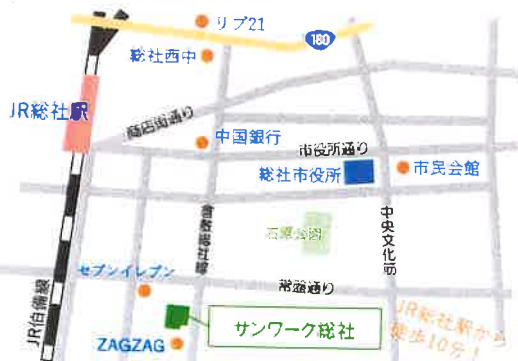 リブ21
180
総社西中
JR総社駅
商店街通り
中国銀行
市役所通り
総社市役所
市民会館
倉敷総社線
中央文化筋
石原公園
セブンイレブン
常盤通り
JR伯備線
サンワーク総社
ZAGZAG
JR総社駅から
徒歩10分